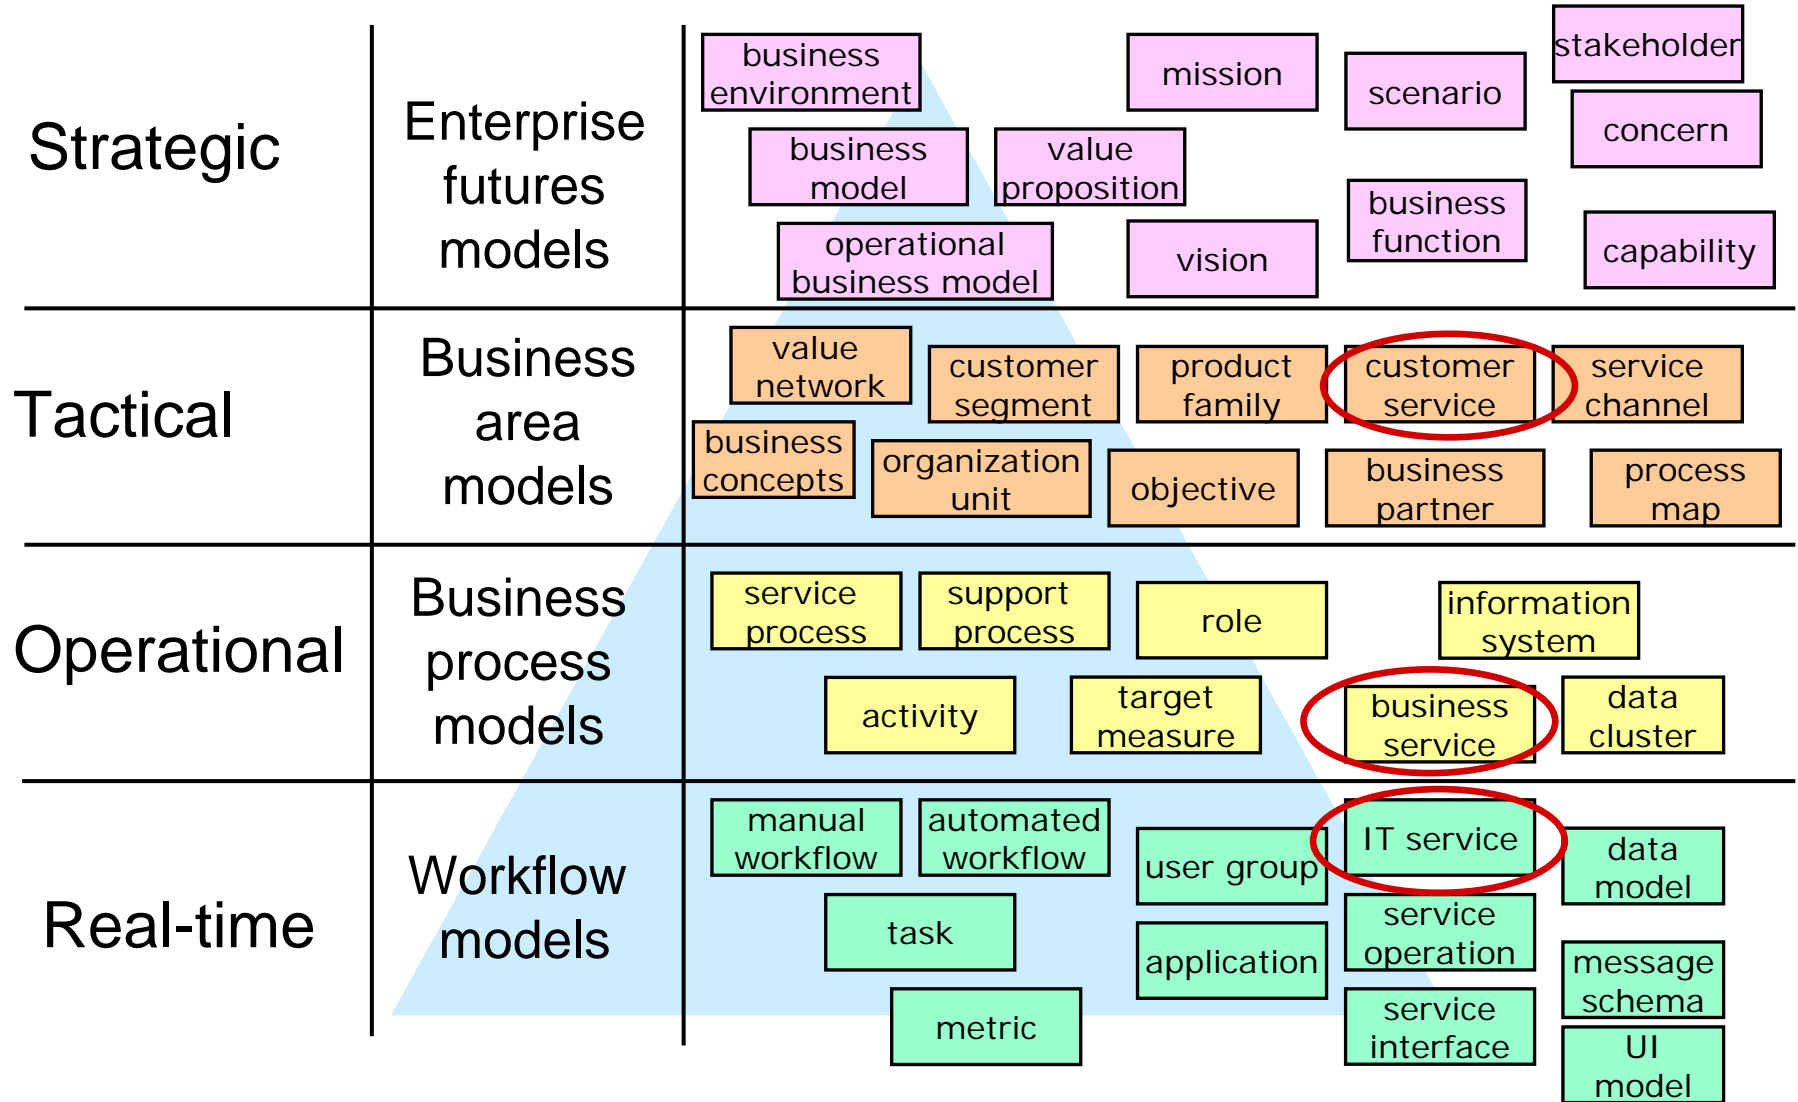 Strategic
Enterprise
futures
models
business
environment
mission
scenario
stakeholder
concern
business
model
value
proposition
business
function
capability
operational
business model
vision
Tactical
Business
area
models
value
network
customer
segment
product
family
customer
service
service
channel
business
concepts
organization
unit
objective
business
partner
process
map
Operational
Business
process
models
service
process
support
process
role
information
system
activity
target
measure
business
service
data
cluster
Real-time
Workflow
models
manual
workflow
automated
workflow
user group
IT service
data
model
task
application
service
operation
message
schema
metric
service
interface
UI
model